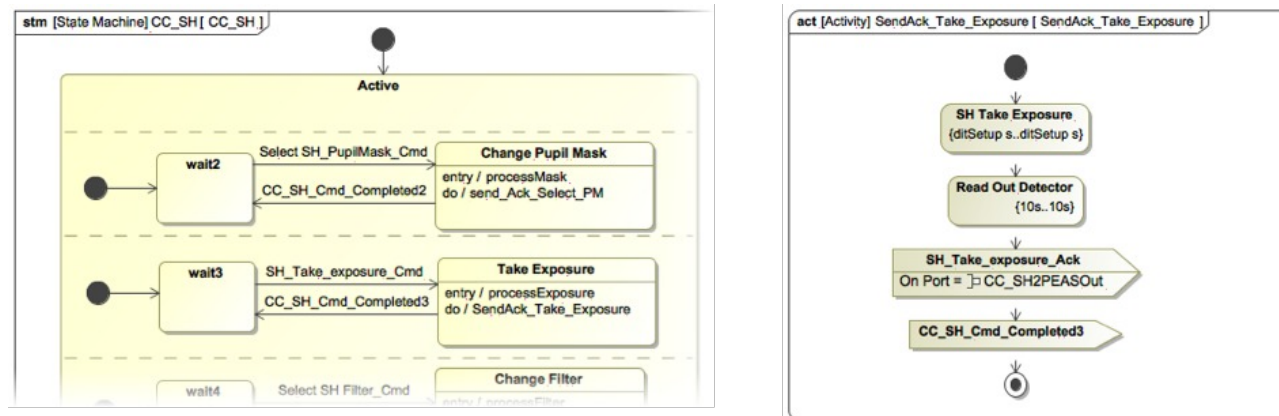 stm [State Machine] CC_SH [ CC_SH ]
Active
wait2
Select SH_PupilMask_Cmd
CC_SH_Cmd_Completed2
Change Pupil Mask
entry / processMask
do / send_Ack_Select_PM
wait3
SH_Take_exposure_Cmd
CC_SH_Cmd_Completed3
Take Exposure
entry / processExposure
do / SendAck_Take_Exposure
wait4
Select SH Filter_Cmd
Change Filter
entry / processFilter
act [Activity] SendAck_Take_Exposure [ SendAck_Take_Exposure ]
SH Take Exposure
{ditSetup s..ditSetup s}
Read Out Detector
{10s..10s}
SH_Take_exposure_Ack
On Port = CC_SH2PEASOut
CC_SH_Cmd_Completed3